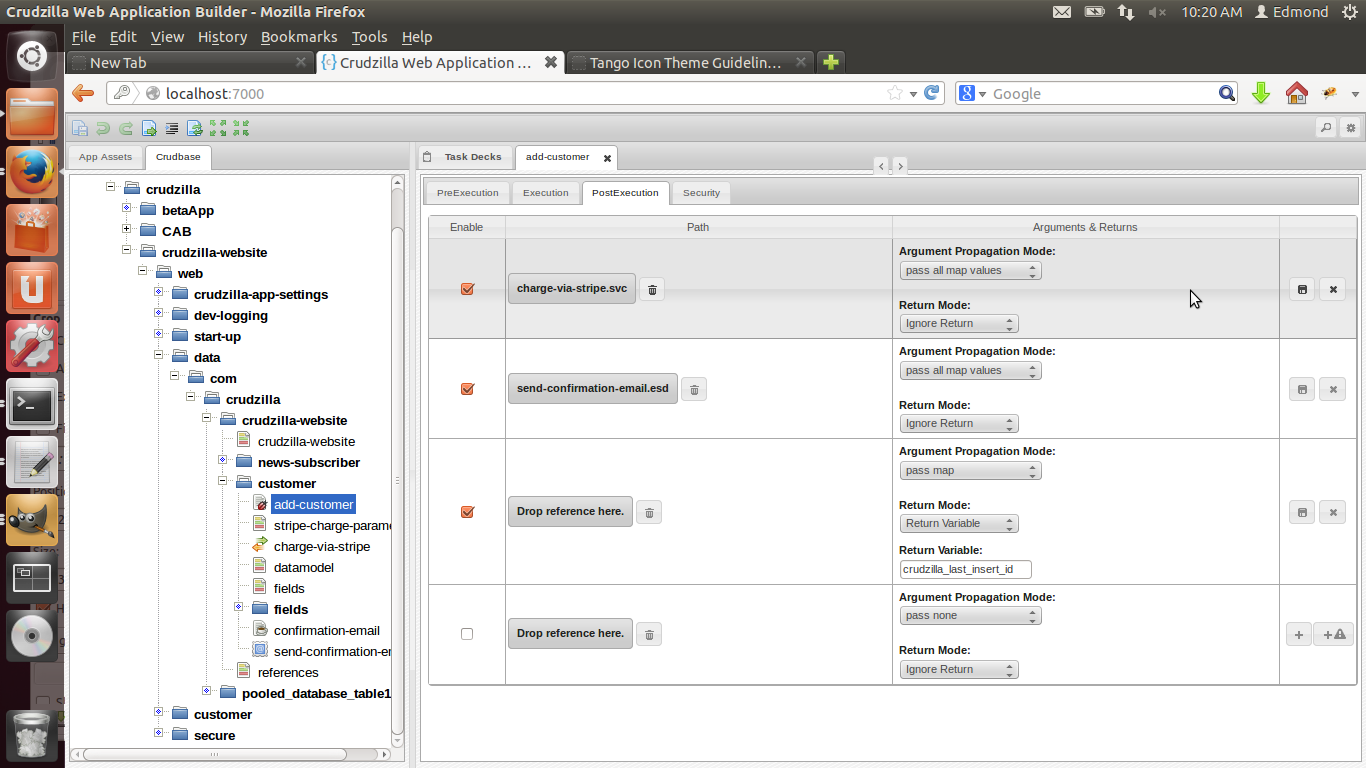 Crudzilla Web Application Builder - Mozilla Firefox
10:20 AM Edmond
File Edit View History Bookmarks Tools Help
New Tab
Crudzilla Web Application ...
Tango Icon Theme Guidelin...
localhost:7000
Google
App Assets
Crudbase
Task Decks
add-customer
PreExecution
Execution
PostExecution
Security
crudzilla
betaApp
CAB
crudzilla-website
web
crudzilla-app-settings
dev-logging
start-up
data
com
crudzilla
crudzilla-website
crudzilla-website
news-subscriber
customer
add-customer
stripe-charge-parame
charge-via-stripe
datamodel
fields
fields
confirmation-email
send-confirmation-e
references
pooled_database_table1
customer
secure
Enable
Path
Arguments & Returns
charge-via-stripe.svc
Argument Propagation Mode:
pass all map values
Return Mode:
Ignore Return
send-confirmation-email.esd
Argument Propagation Mode:
pass all map values
Return Mode:
Ignore Return
Drop reference here.
Argument Propagation Mode:
pass map
Return Mode:
Return Variable
Return Variable:
crudzilla_last_insert_id
Drop reference here.
Argument Propagation Mode:
pass none
Return Mode:
Ignore Return